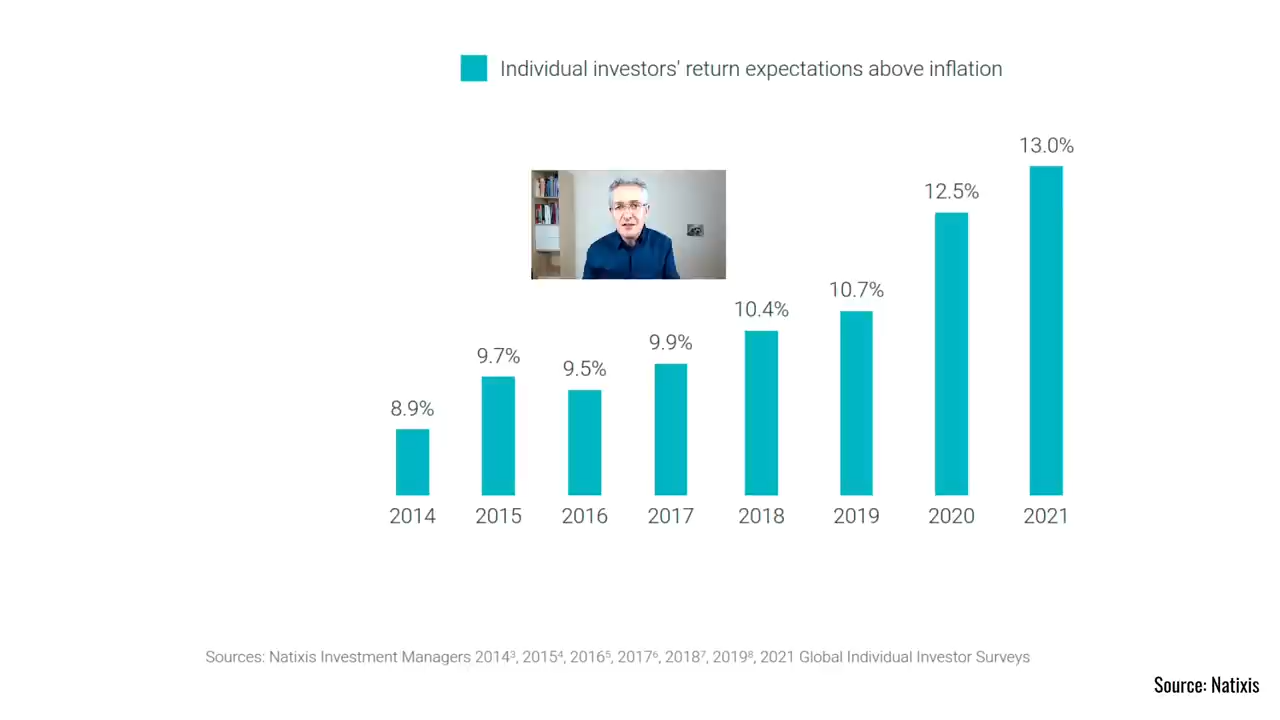 Individual investors' return expectations above inflation
13.0%
12.5%
10.7%
10.4%
9.9%
9.7%
9.5%
8.9%
2014 2015 2016 2017 2018 2019 2020 2021
Sources: Natixis Investment Managers 2014³, 2015⁴, 2016⁵, 2017⁶, 2018⁷, 2019⁸, 2021 Global Individual Investor Surveys
Source: Natixis